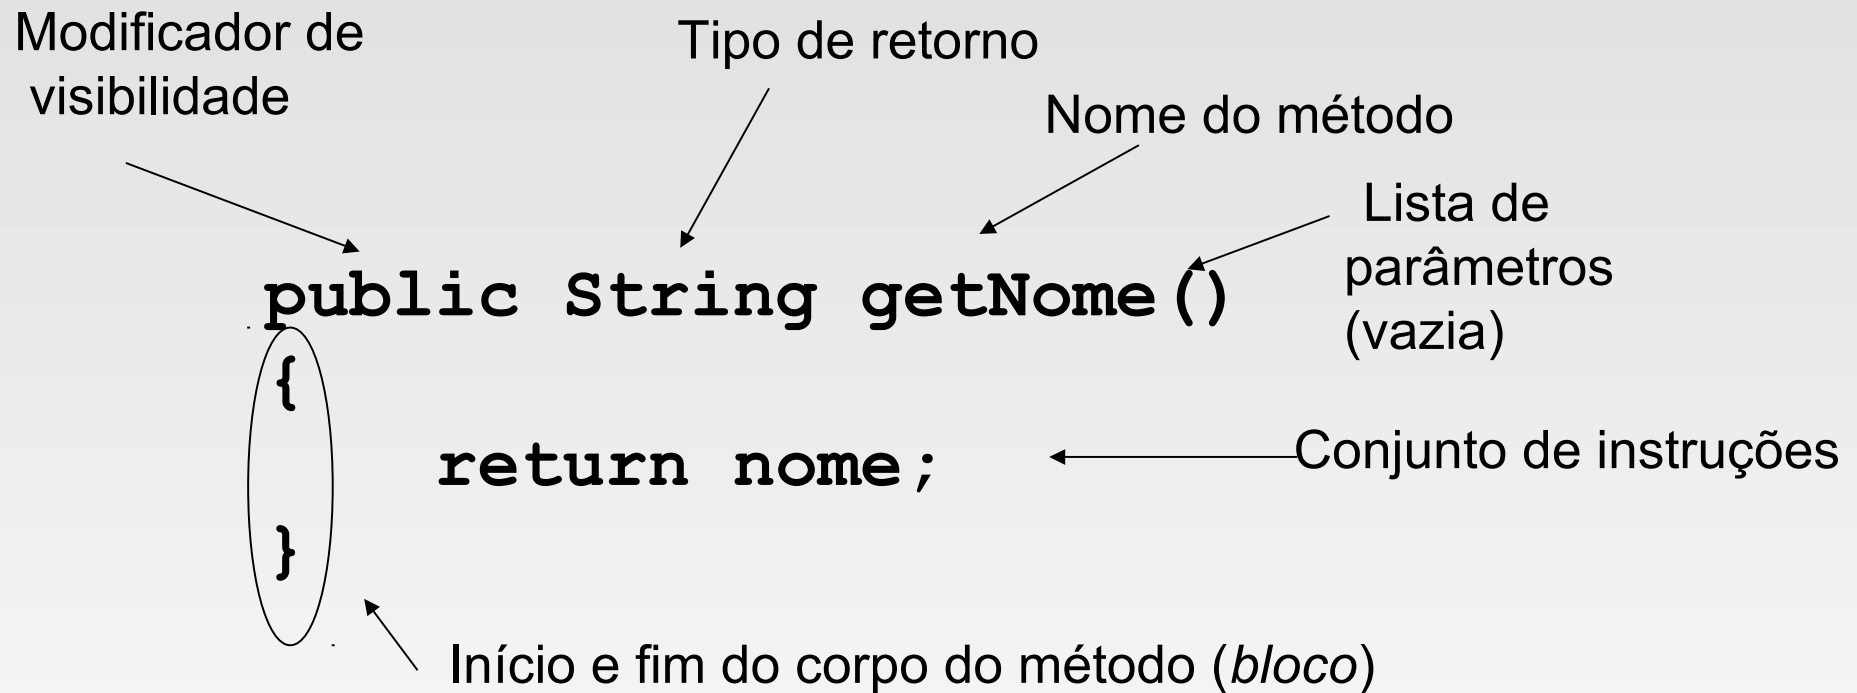 Modificador de
visibilidade
Tipo de retorno
Nome do método
Lista de
parâmetros
(vazia)
public String getNome()
{
return nome;
}
Conjunto de instruções
Início e fim do corpo do método (bloco)